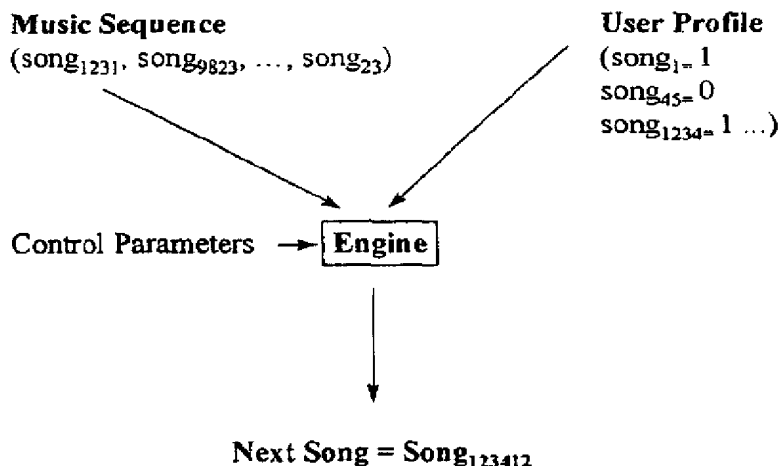 Music Sequence
(song1231, song9823, ..., song23)
User Profile
(song1= 1
song45= 0
song1234= 1 ...)
Control Parameters
Engine
Next Song = Song123412